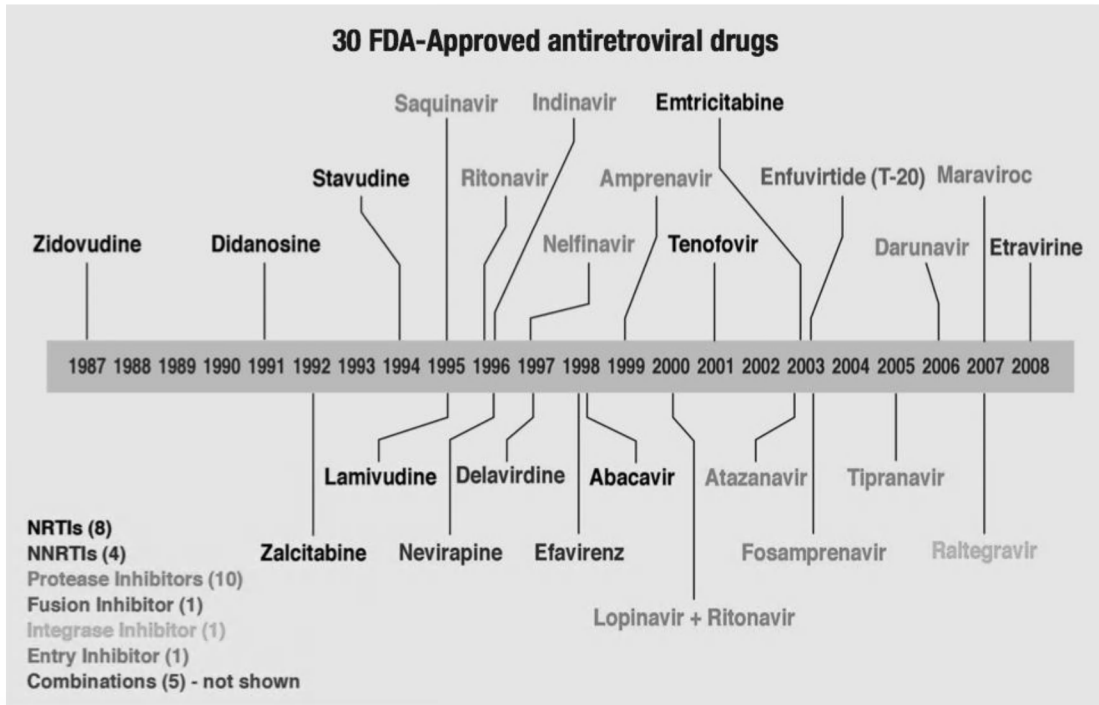 30 FDA-Approved antiretroviral drugs
Saquinavir Indinavir Emtricitabine
Stavudine Ritonavir Amprenavir Enfuvirtide (T-20) Maraviroc
Zidovudine Didanosine Nelfinavir Tenofovir Darunavir Etravirine
1987 1988 1989 1990 1991 1992 1993 1994 1995 1996 1997 1998 1999 2000 2001 2002 2003 2004 2005 2006 2007 2008
Lamivudine Delavirdine Abacavir Atazanavir Tipranavir
Zalcitabine Nevirapine Efavirenz Fosamprenavir Raltegravir
Lopinavir + Ritonavir
NRTIs (8)
NNRTIs (4)
Protease Inhibitors (10)
Fusion Inhibitor (1)
Integrase Inhibitor (1)
Entry Inhibitor (1)
Combinations (5) - not shown